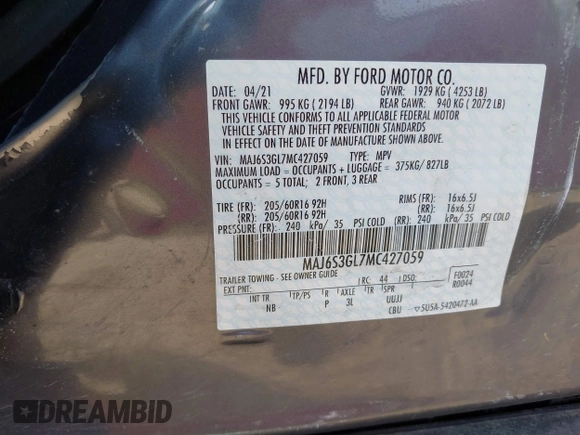 MFD. BY FORD MOTOR CO.
04/21 GVWR: 1929 KG ( 4253 LB)
FRONT GAWR: 995 KG ( 2194 LB) REAR GAWR: 940 KG ( 2072 LB)
THIS VEHICLE CONFORMS TO ALL APPLICABLE FEDERAL MOTOR
VEHICLE SAFETY AND THEFT PREVENTION STANDARDS
IN EFFECT ON THE DATE OF MANUFACTURE SHOWN ABOVE.
VIN: MAJ6S3GL7MC427059 TYPE: MPV
MAXIMUM LOAD = OCCUPANTS + LUGGAGE = 375KG/ 827LB
OCCUPANTS = 5 TOTAL; 2 FRONT, 3 REAR
TIRE (FR): 205/60R16 92H RIMS (FR): 16x6.5J
(RR): 205/60R16 92H (RR): 16x6.5J
PRESSURE (FR): 240 kPa/ 35 PSI COLD (RR) 240 kPa/ 35 PSI COLD
MAJ6S3GL7MC427059
TRAILER TOWING - SEE OWNER GUIDE
EXT PNT: RC: 44 DSO: F0024
R0044
INT TR TP/PS R AXLE TR SPR
NB P 3L UUJJ
CBU ▽5U5A-5420472-AA
DREAMBID